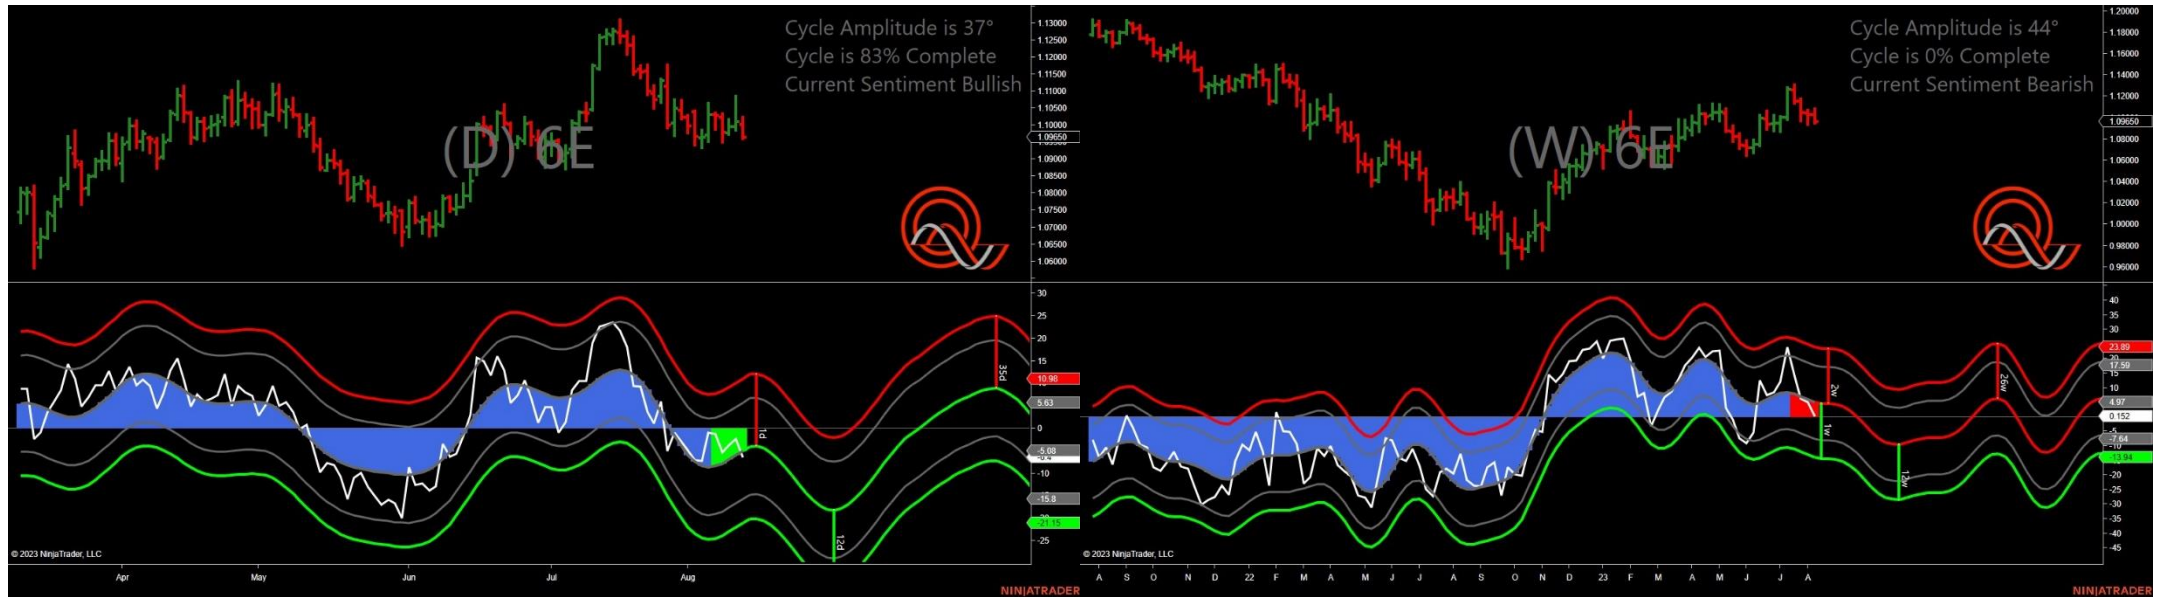 Cycle Amplitude is 37°
Cycle is 83% Complete
Current Sentiment Bullish
(D) 6E
1.13000
1.12500
1.12000
1.11500
1.11000
1.10500
1.10000
1.09650
1.09000
1.08500
1.08000
1.07500
1.07000
1.06500
1.06000
30
25
20
15
10.98
5.63
0
-5.08
-10
-15.8
-21.15
-25
1d
12d
35d
© 2023 NinjaTrader, LLC
Apr May Jun Jul Aug
NINJATRADER
Cycle Amplitude is 44°
Cycle is 0% Complete
Current Sentiment Bearish
(W) 6E
1.20000
1.18000
1.16000
1.14000
1.12000
1.09650
1.08000
1.06000
1.04000
1.02000
1.00000
0.98000
0.96000
40
35
30
23.89
20
17.59
15
10
4.97
0.152
-5
-7.64
-13.94
-20
-25
-30
-35
-40
-45
2w
1w
12w
26w
© 2023 NinjaTrader, LLC
A S O N D 22 F M A M J J A S O N D 23 F M A M J J A
NINJATRADER